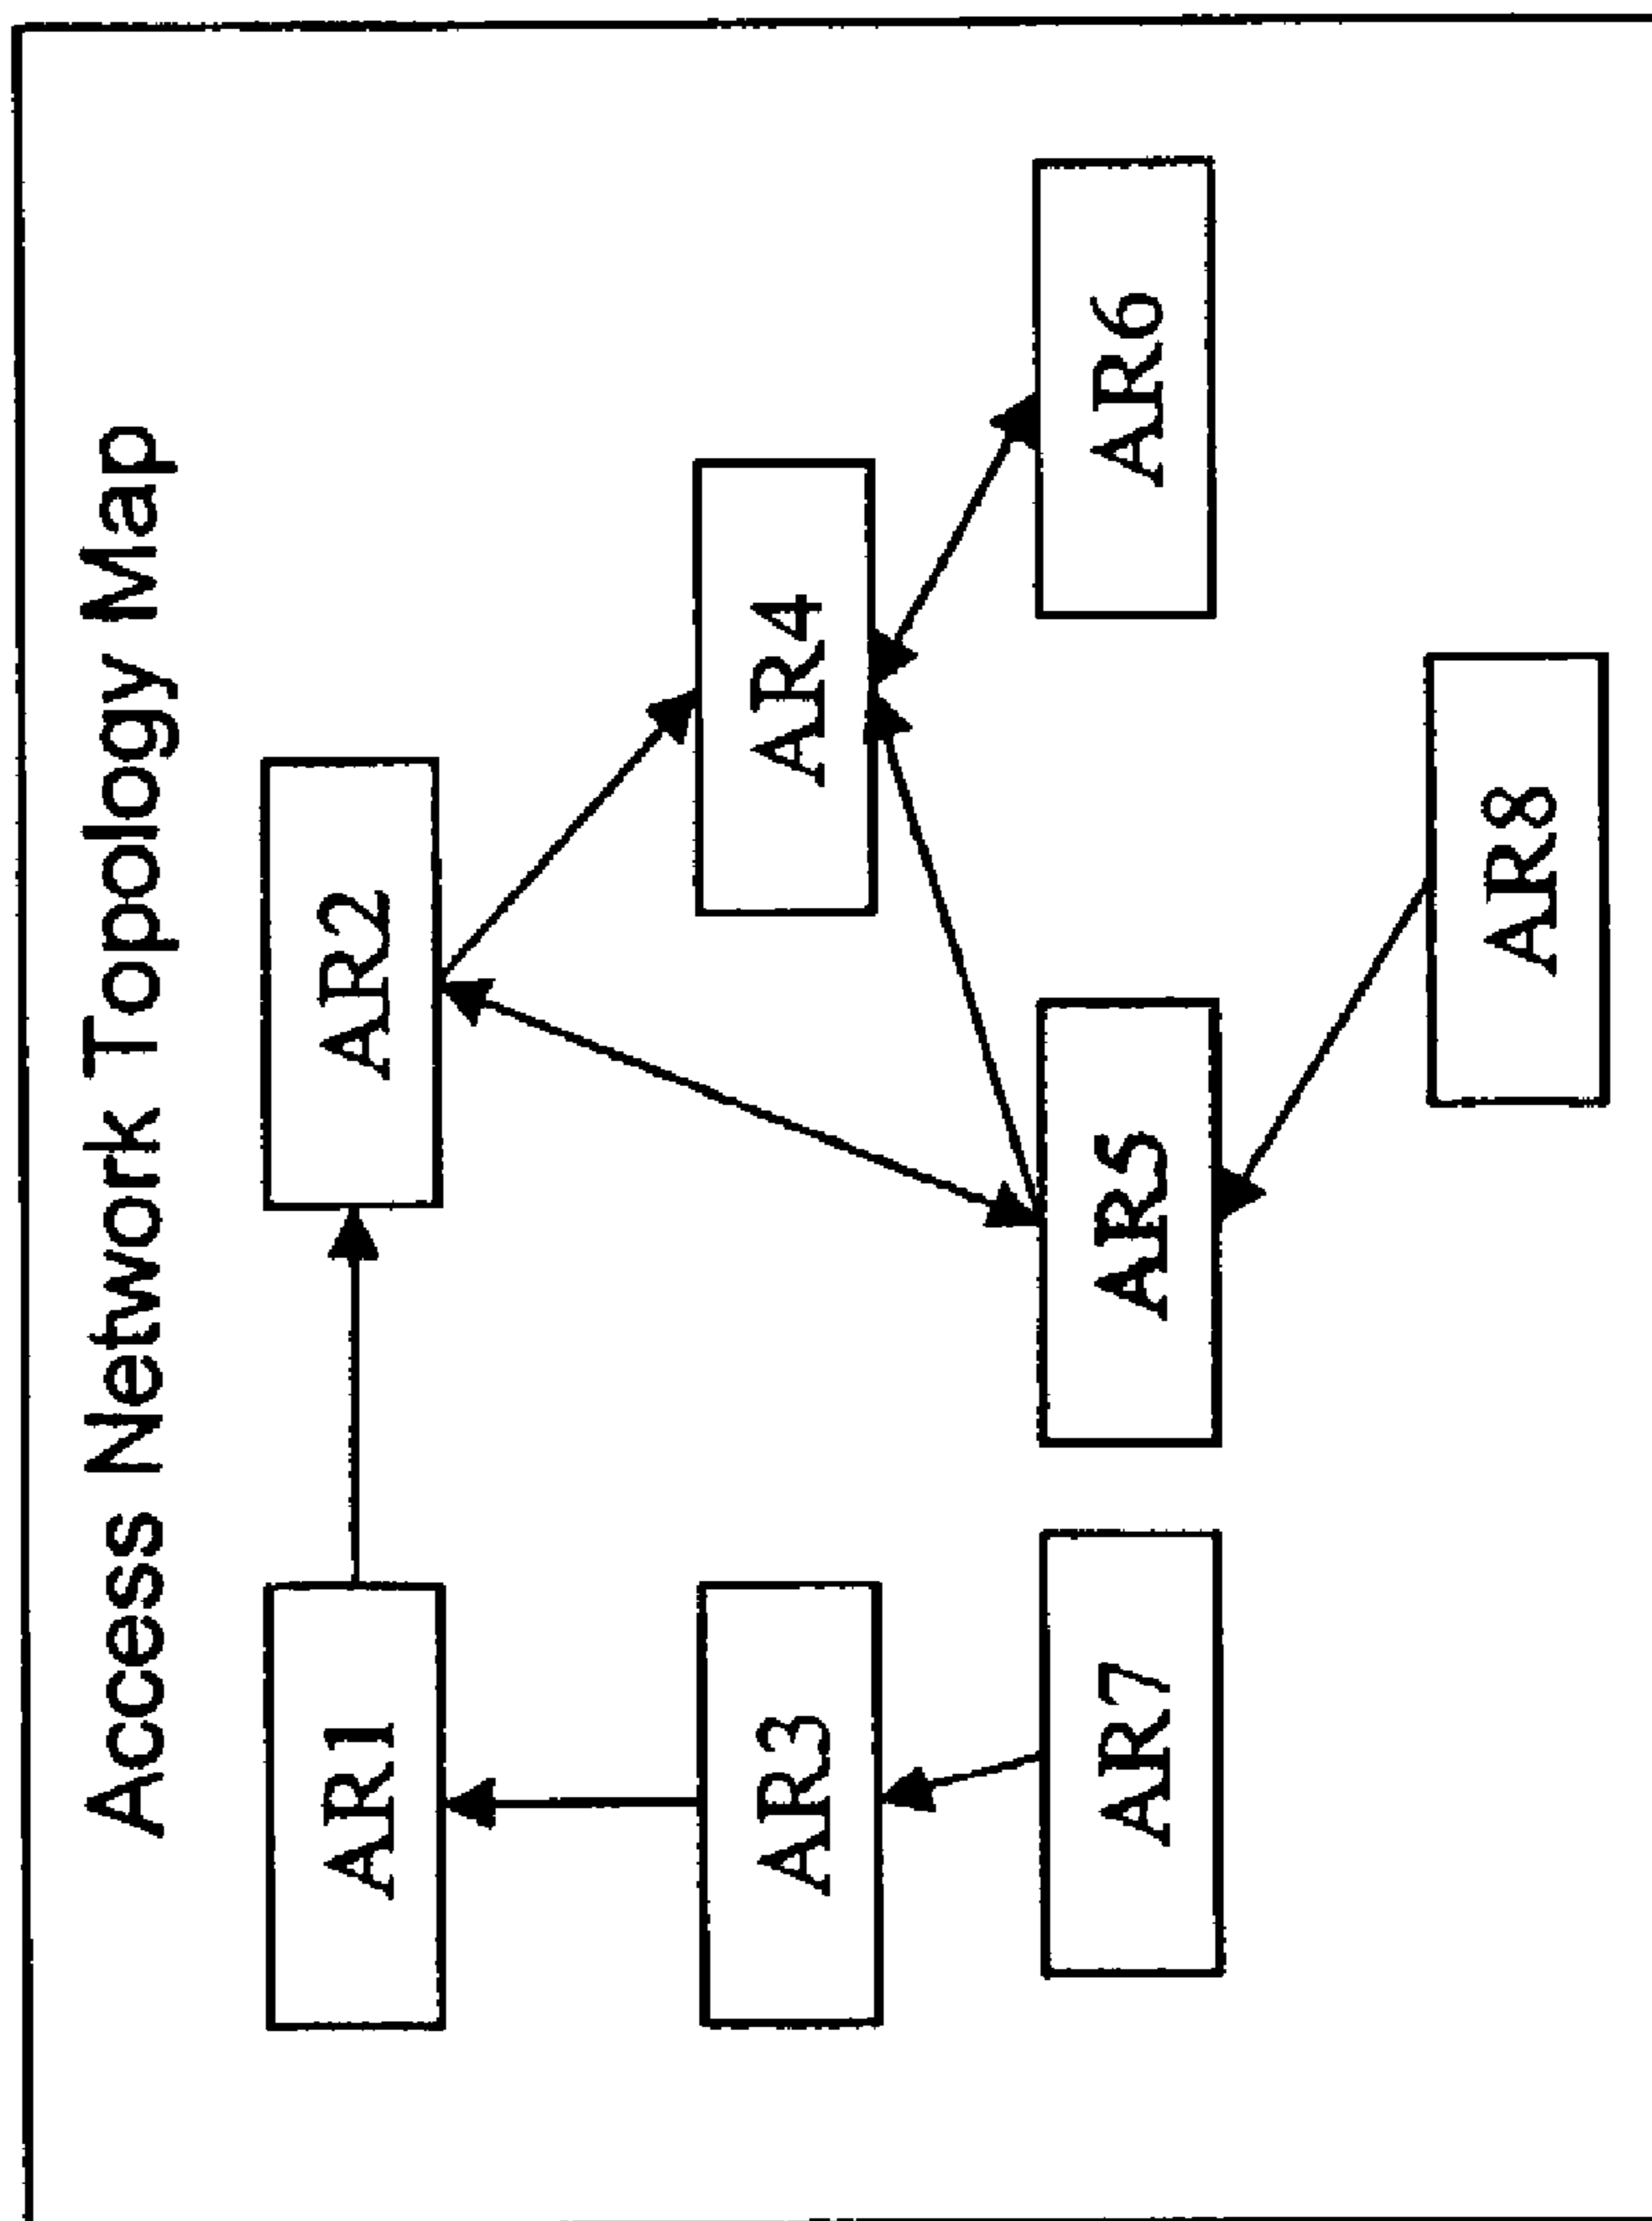 Access Network Topology Map
AR1
AR2
AR3
AR4
AR7
AR5
AR6
AR8